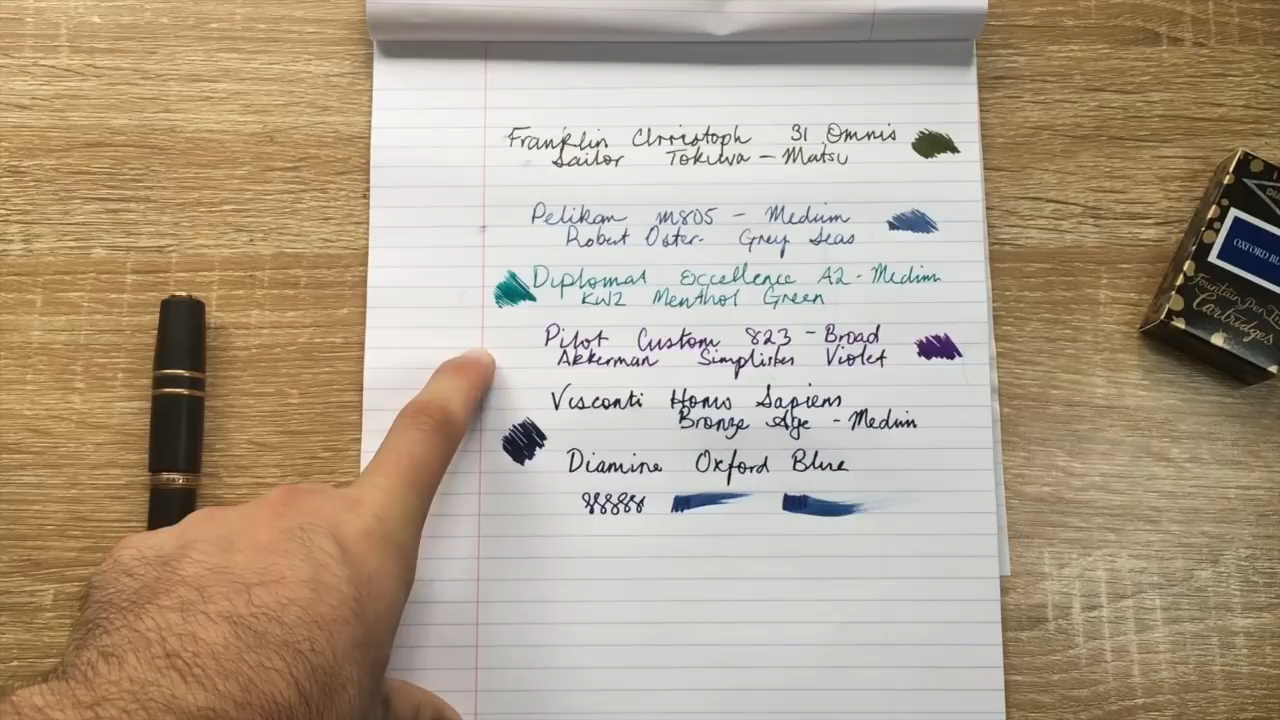 Franklin Christoph 31 Omnis
Sailor Tokiwa - Matsu
Pelikan M805 - Medium
Robert Oster Grey Seas
Diplomat Excellence A2 - Medium
KWZ Menthol Green
Pilot Custom 823 - Broad
Akkerman Simplistes Violet
Visconti Homo Sapiens
Bronze Age - Medium
Diamine Oxford Blue
OXFORD
Fountain Pen
Cartridges